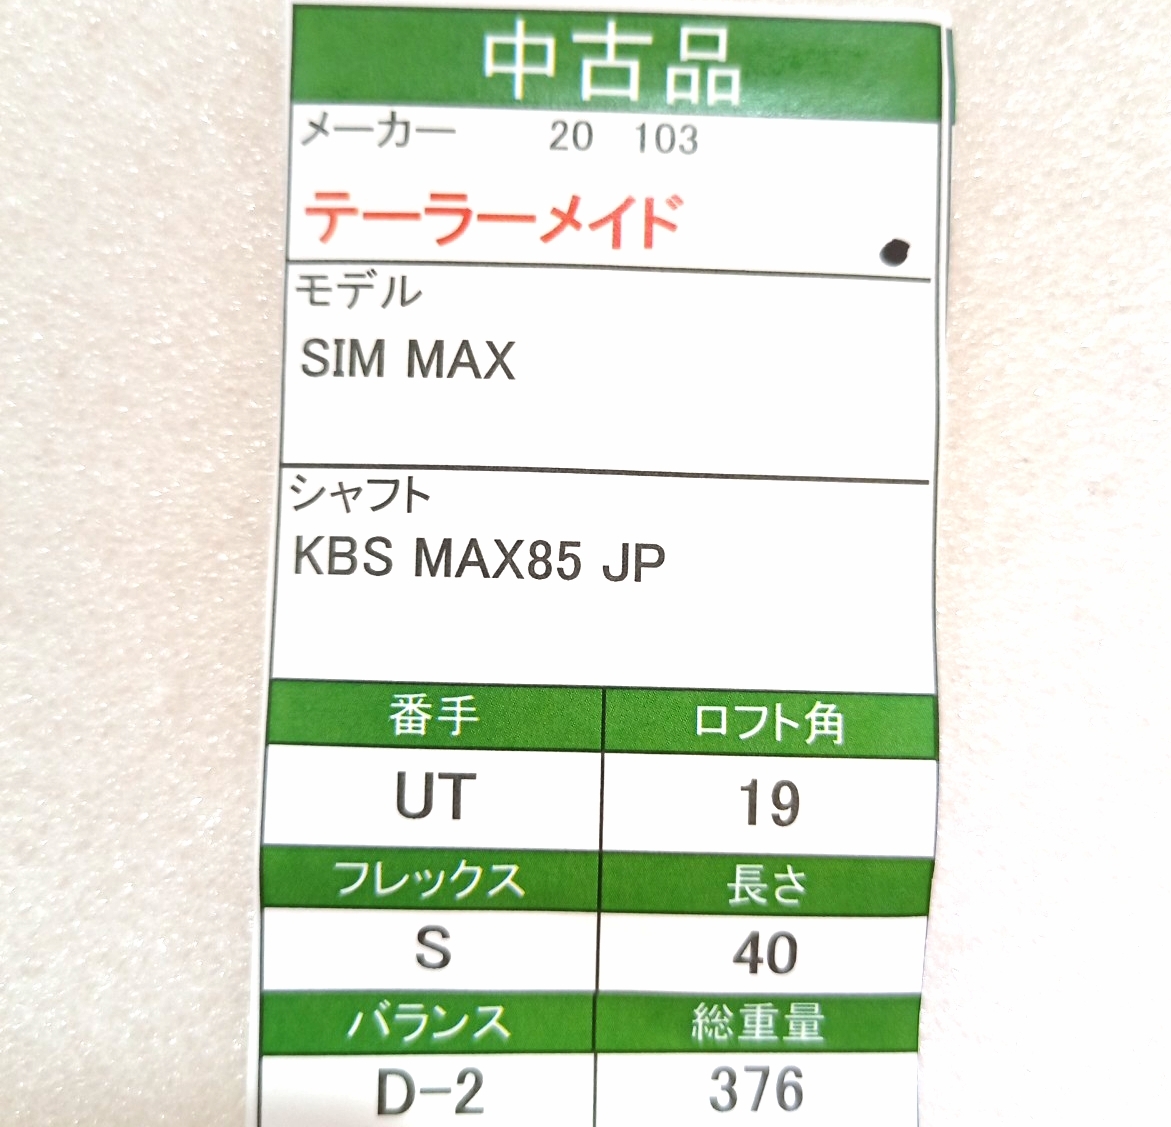 中古品
メーカー 20 103
テーラーメイド
モデル
SIM MAX
シャフト
KBS MAX85 JP
番手 ロフト角
UT 19
フレックス 長さ
S 40
バランス 総重量
D-2 376